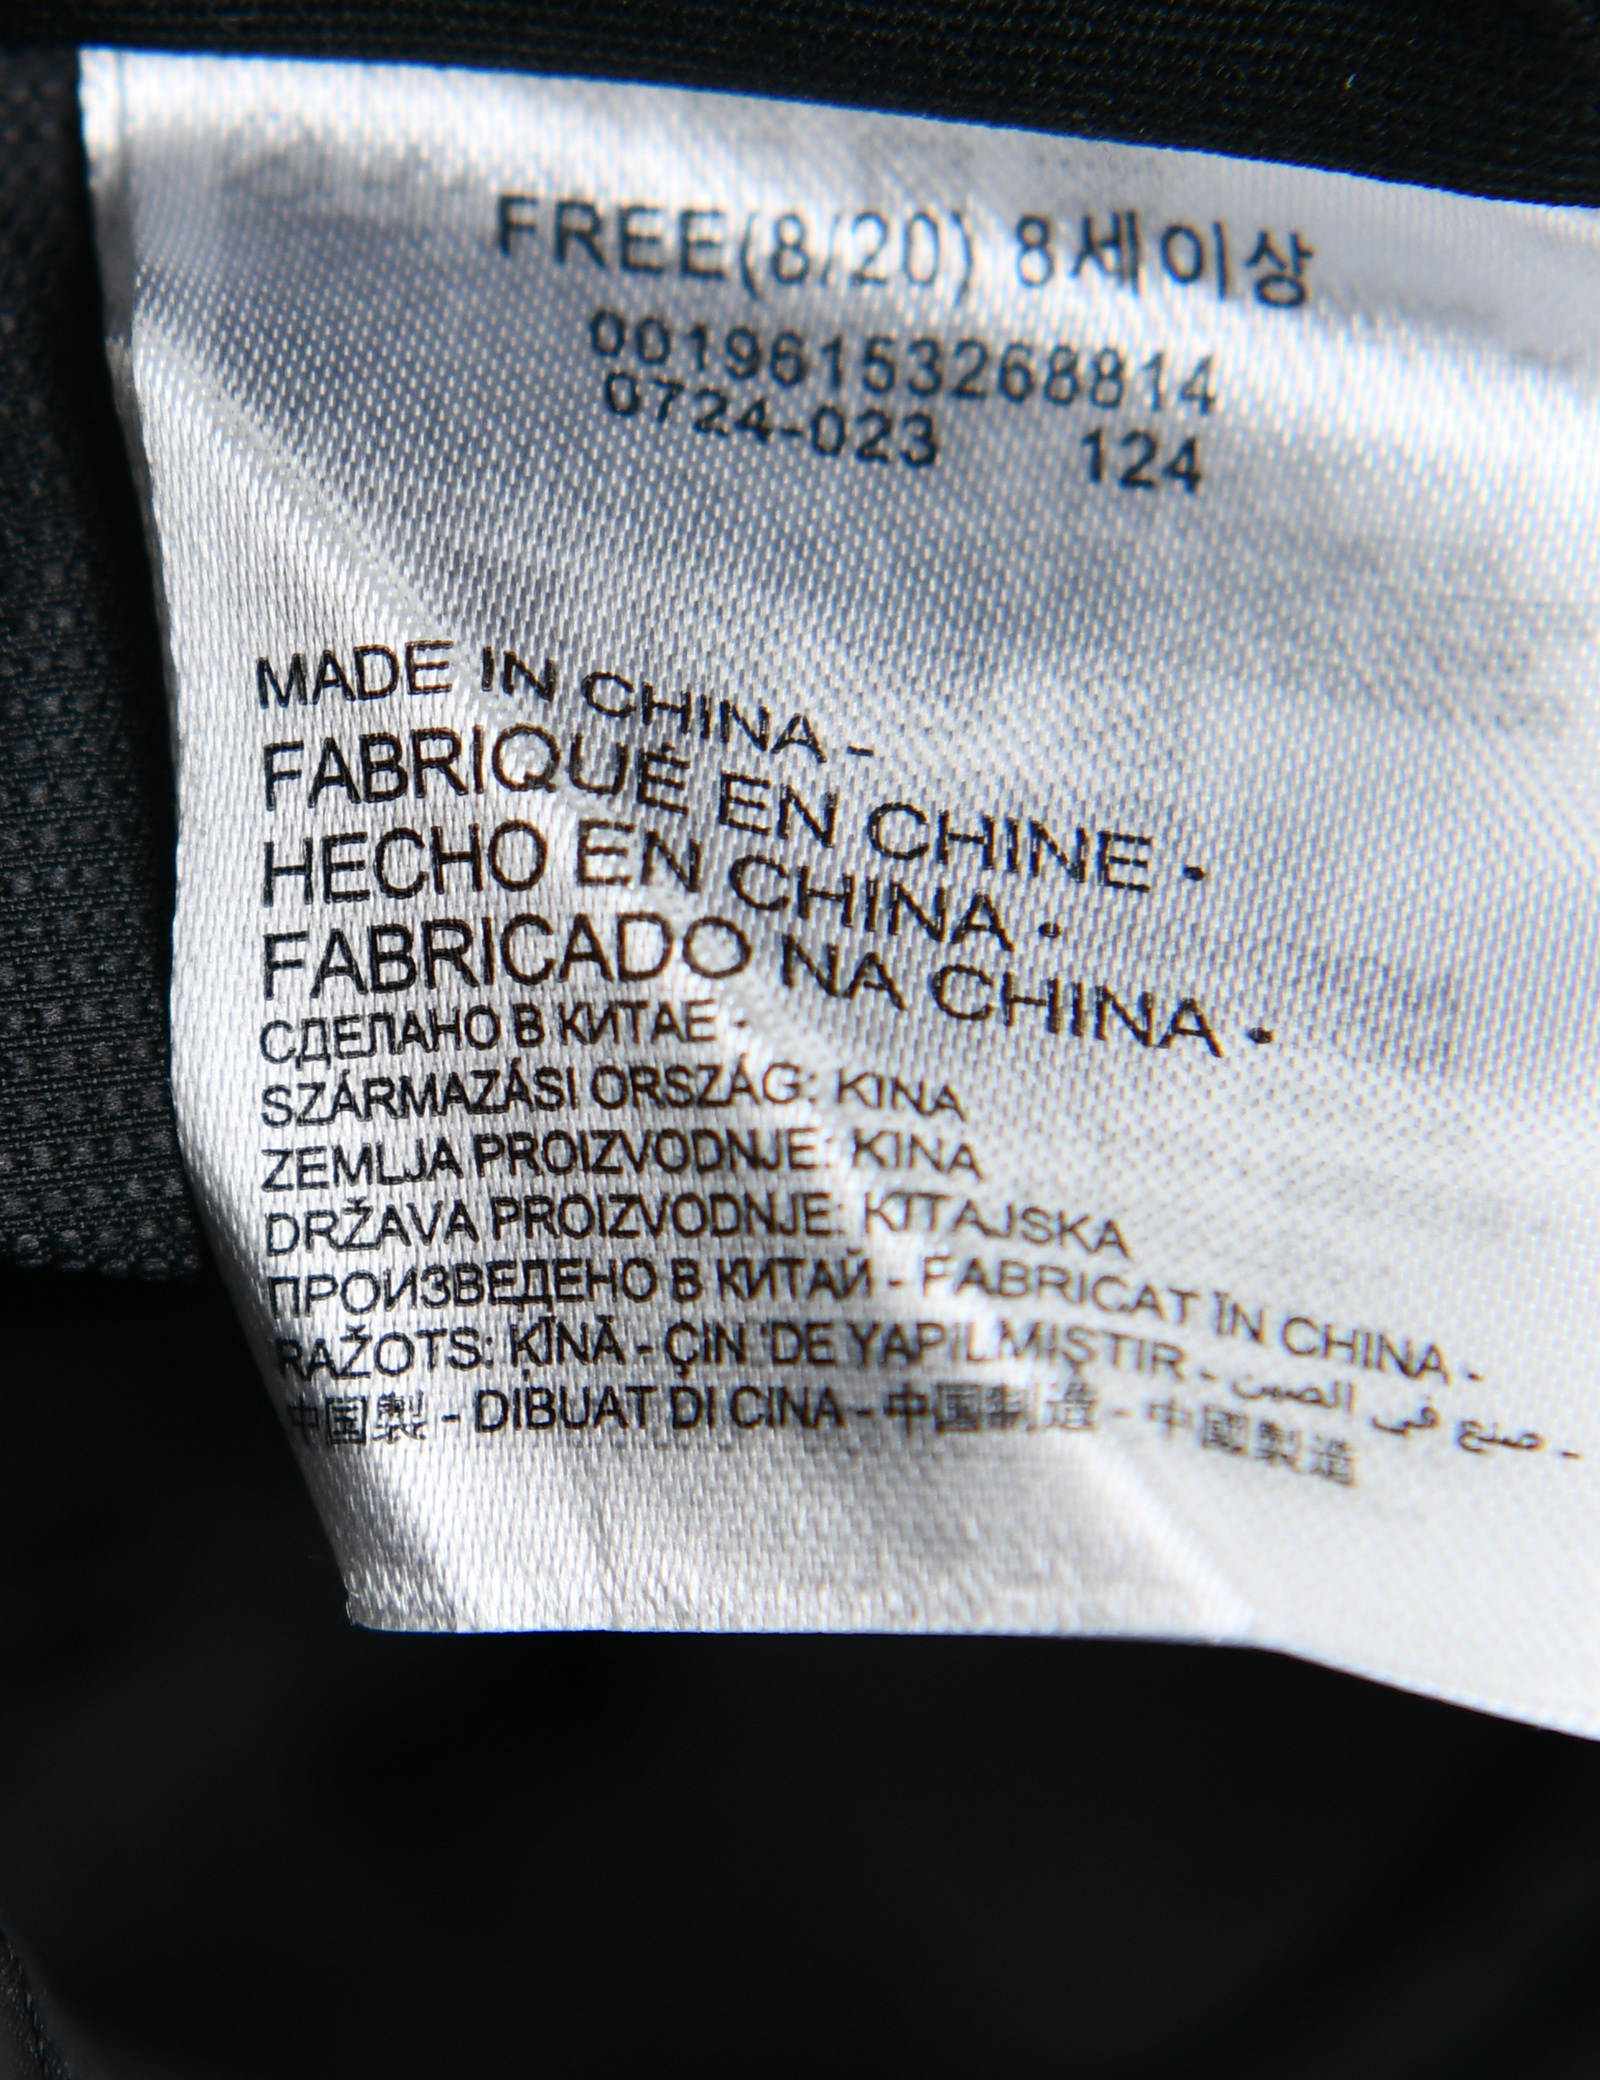 FREE(8/20) 8세이상
00196153268814
0724-023 124
MADE IN CHINA -
FABRIQUÉ EN CHINE •
HECHO EN CHINA •
FABRICADO NA CHINA •
СДЕЛАНО В КИТАЕ -
SZÁRMAZÁSI ORSZÁG: KÍNA
ZEMLJA PROIZVODNJE: KINA
DRŽAVA PROIZVODNJE: KITAJSKA
ПРОИЗВЕДЕНО В КИТАЙ - FABRICAT ÎN CHINA -
RAŽOTS: ĶĪNĀ - ÇİN 'DE YAPILMIŞTIR - صنع في الصين -
中国製 - DIBUAT DI CINA - 中国制造 - 中國製造